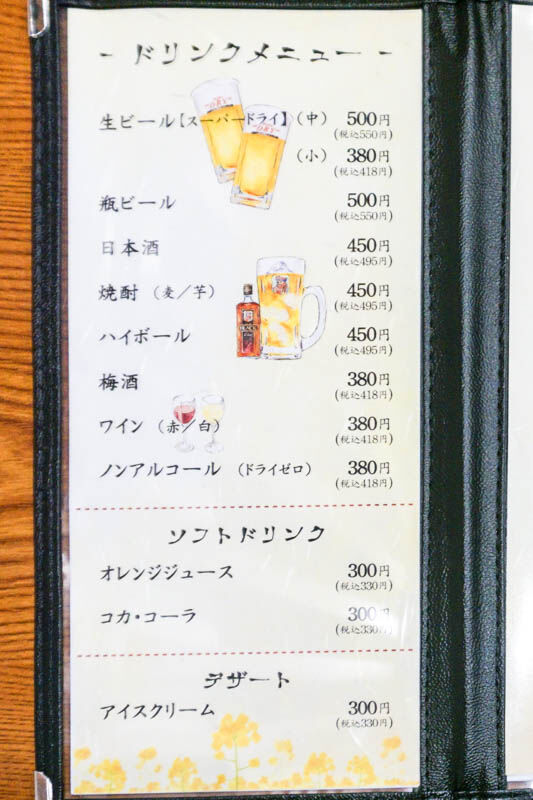 - ドリンクメニュー -
生ビール【スーパードライ】(中) 500円
(税込550円)
(小) 380円
(税込418円)
瓶ビール 500円
(税込550円)
日本酒 450円
(税込495円)
焼酎 (麦/芋) 450円
(税込495円)
ハイボール 450円
(税込495円)
梅酒 380円
(税込418円)
ワイン (赤/白) 380円
(税込418円)
ノンアルコール (ドライゼロ) 380円
(税込418円)
ソフトドリンク
オレンジジュース 300円
(税込330円)
コカ・コーラ 300円
(税込330円)
デザート
アイスクリーム 300円
(税込330円)